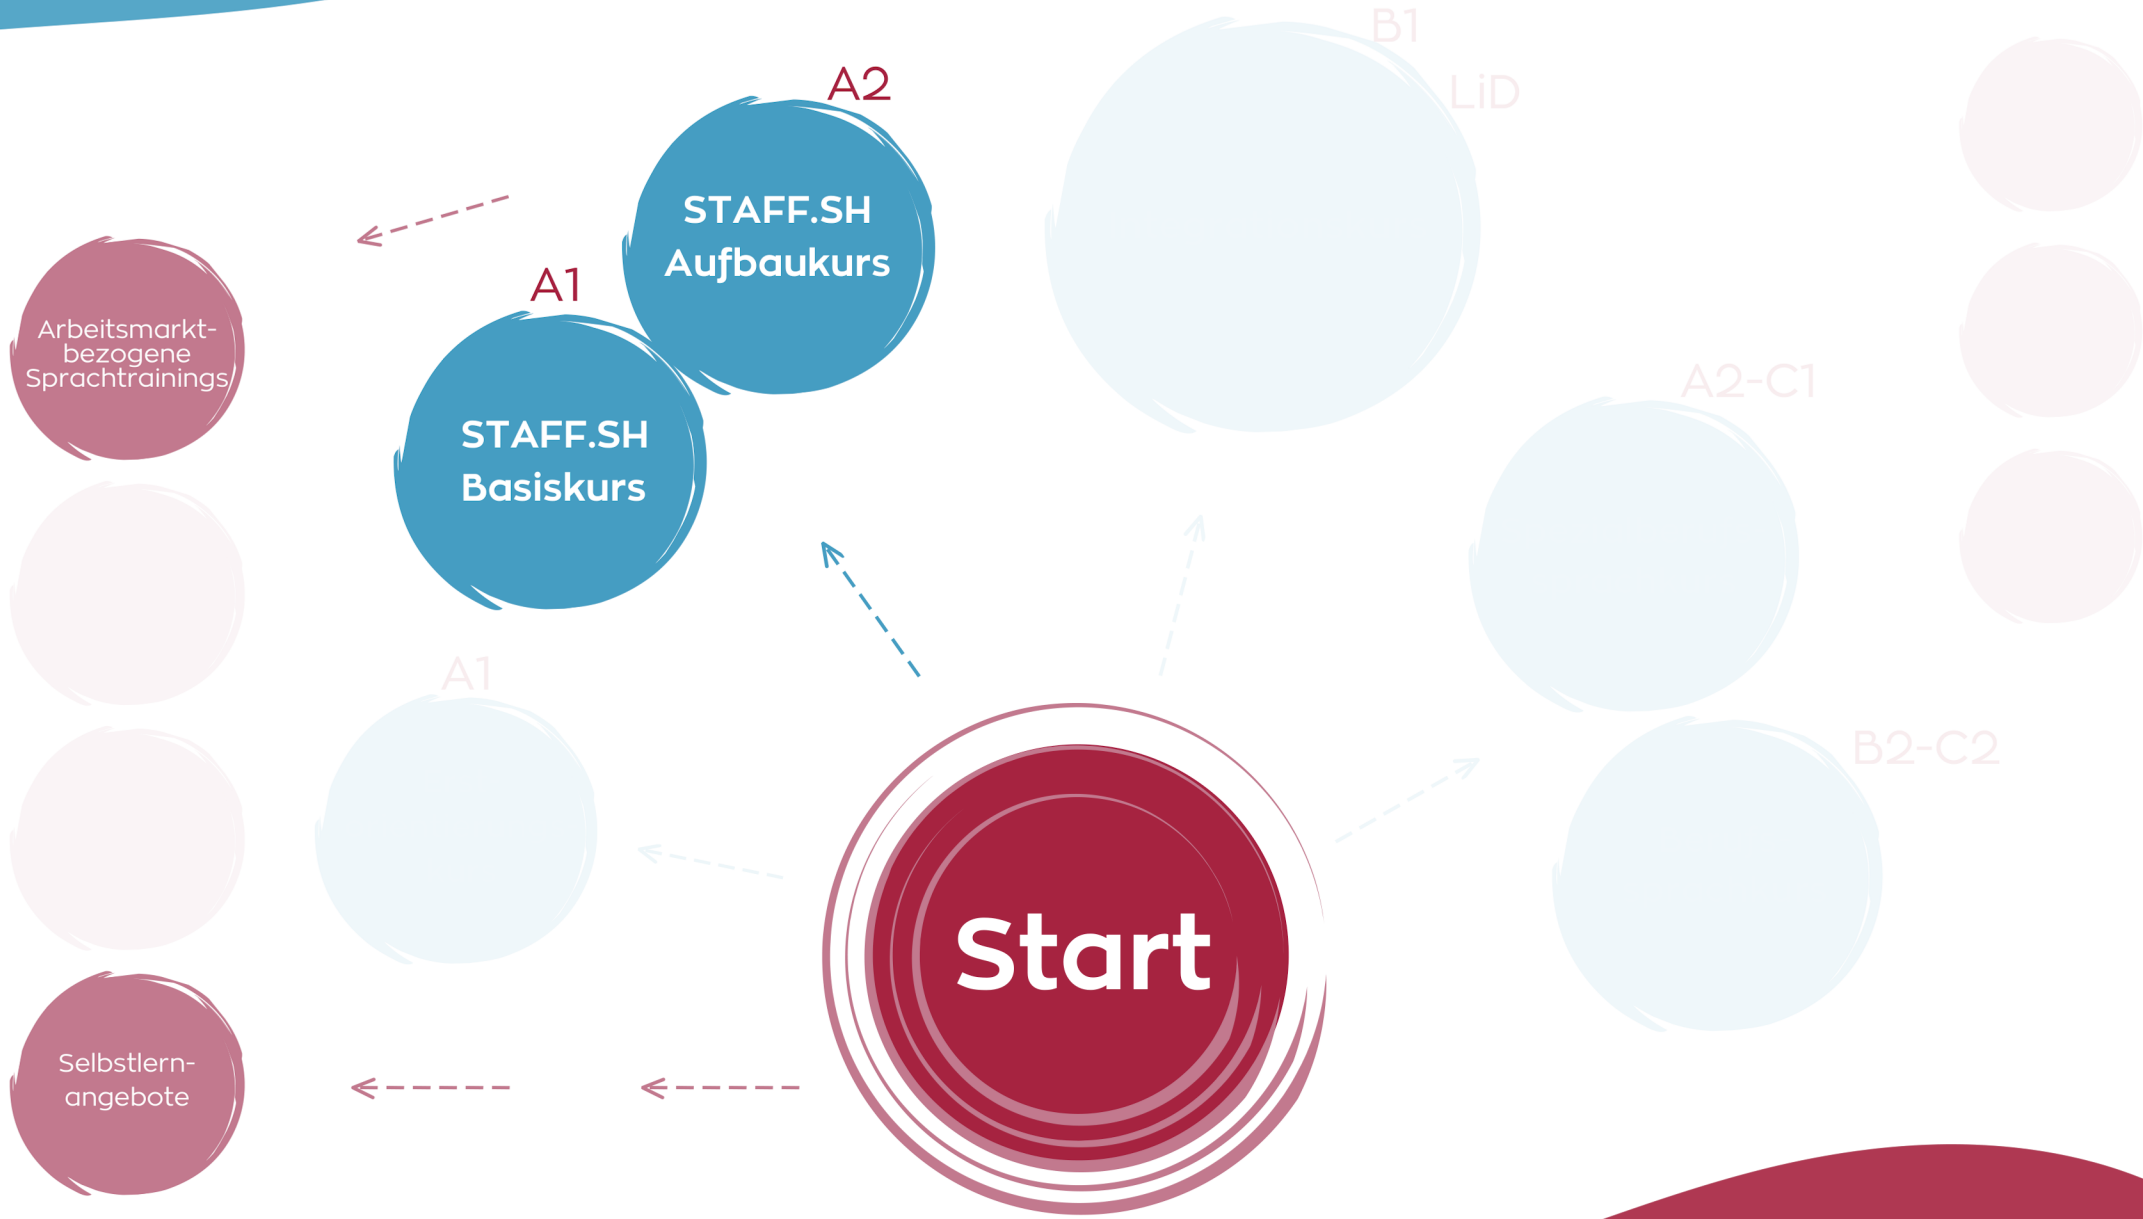 B1
LiD
A2
STAFF.SH
Aufbaukurs
A1
STAFF.SH
Basiskurs
Arbeitsmarkt-
bezogene
Sprachtrainings
A2-C1
A1
B2-C2
Start
Selbstlern-
angebote